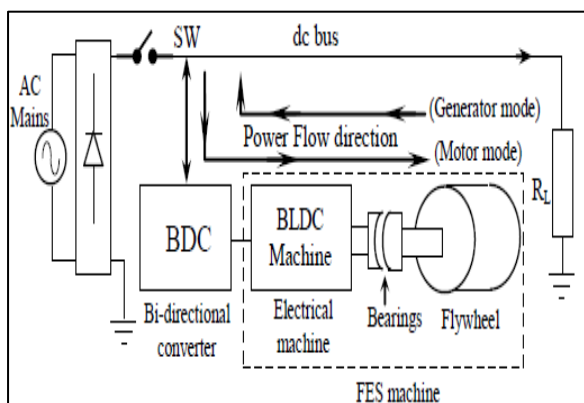 SW
dc bus
AC
Mains
(Generator mode)
Power Flow direction
(Motor mode)
R_L
BDC
BLDC
Machine
Bi-directional
converter
Electrical
machine
Bearings
Flywheel
FES machine